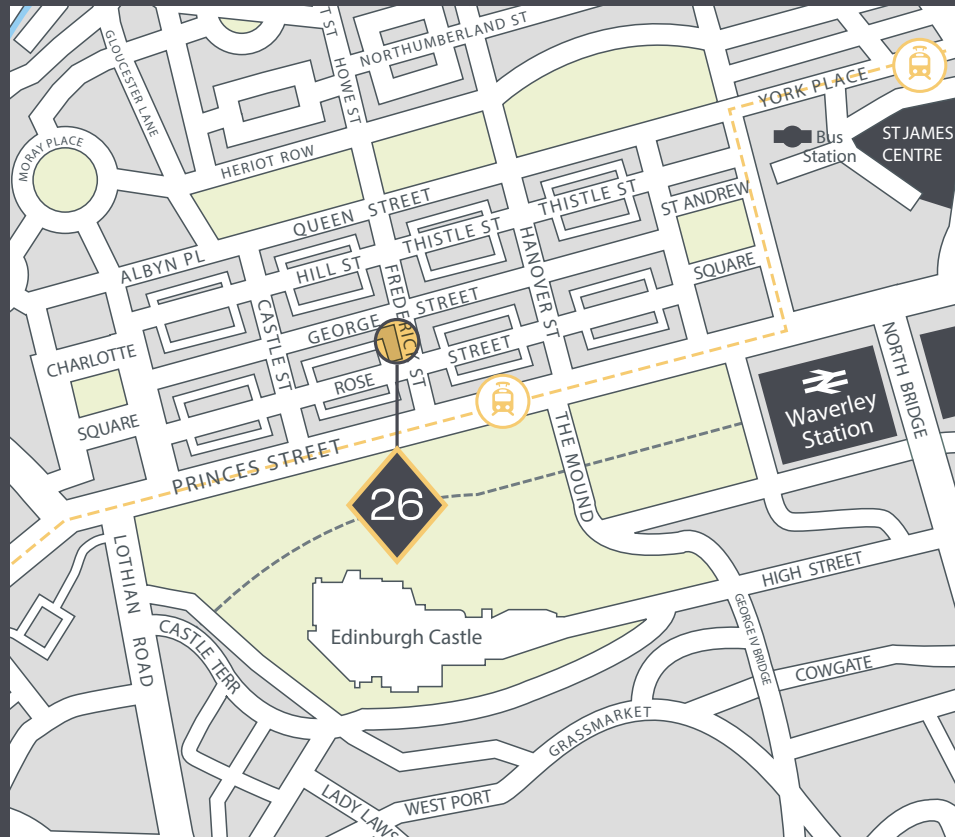 GLOUCESTER LANE
HOWE ST
NORTHUMBERLAND ST
YORK PLACE
Bus
Station
ST JAMES
CENTRE
MORAY PLACE
HERIOT ROW
QUEEN STREET
THISTLE ST
THISTLE ST
ST ANDREW
SQUARE
ALBYN PL
HILL ST
FREDERICK ST
HANOVER ST
CASTLE ST
GEORGE STREET
CHARLOTTE
SQUARE
ROSE STREET
PRINCES STREET
26
THE MOUND
Waverley
Station
NORTH BRIDGE
LOTHIAN ROAD
CASTLE TERR
Edinburgh Castle
HIGH STREET
GEORGE IV BRIDGE
COWGATE
GRASSMARKET
WEST PORT
LADY LAWS